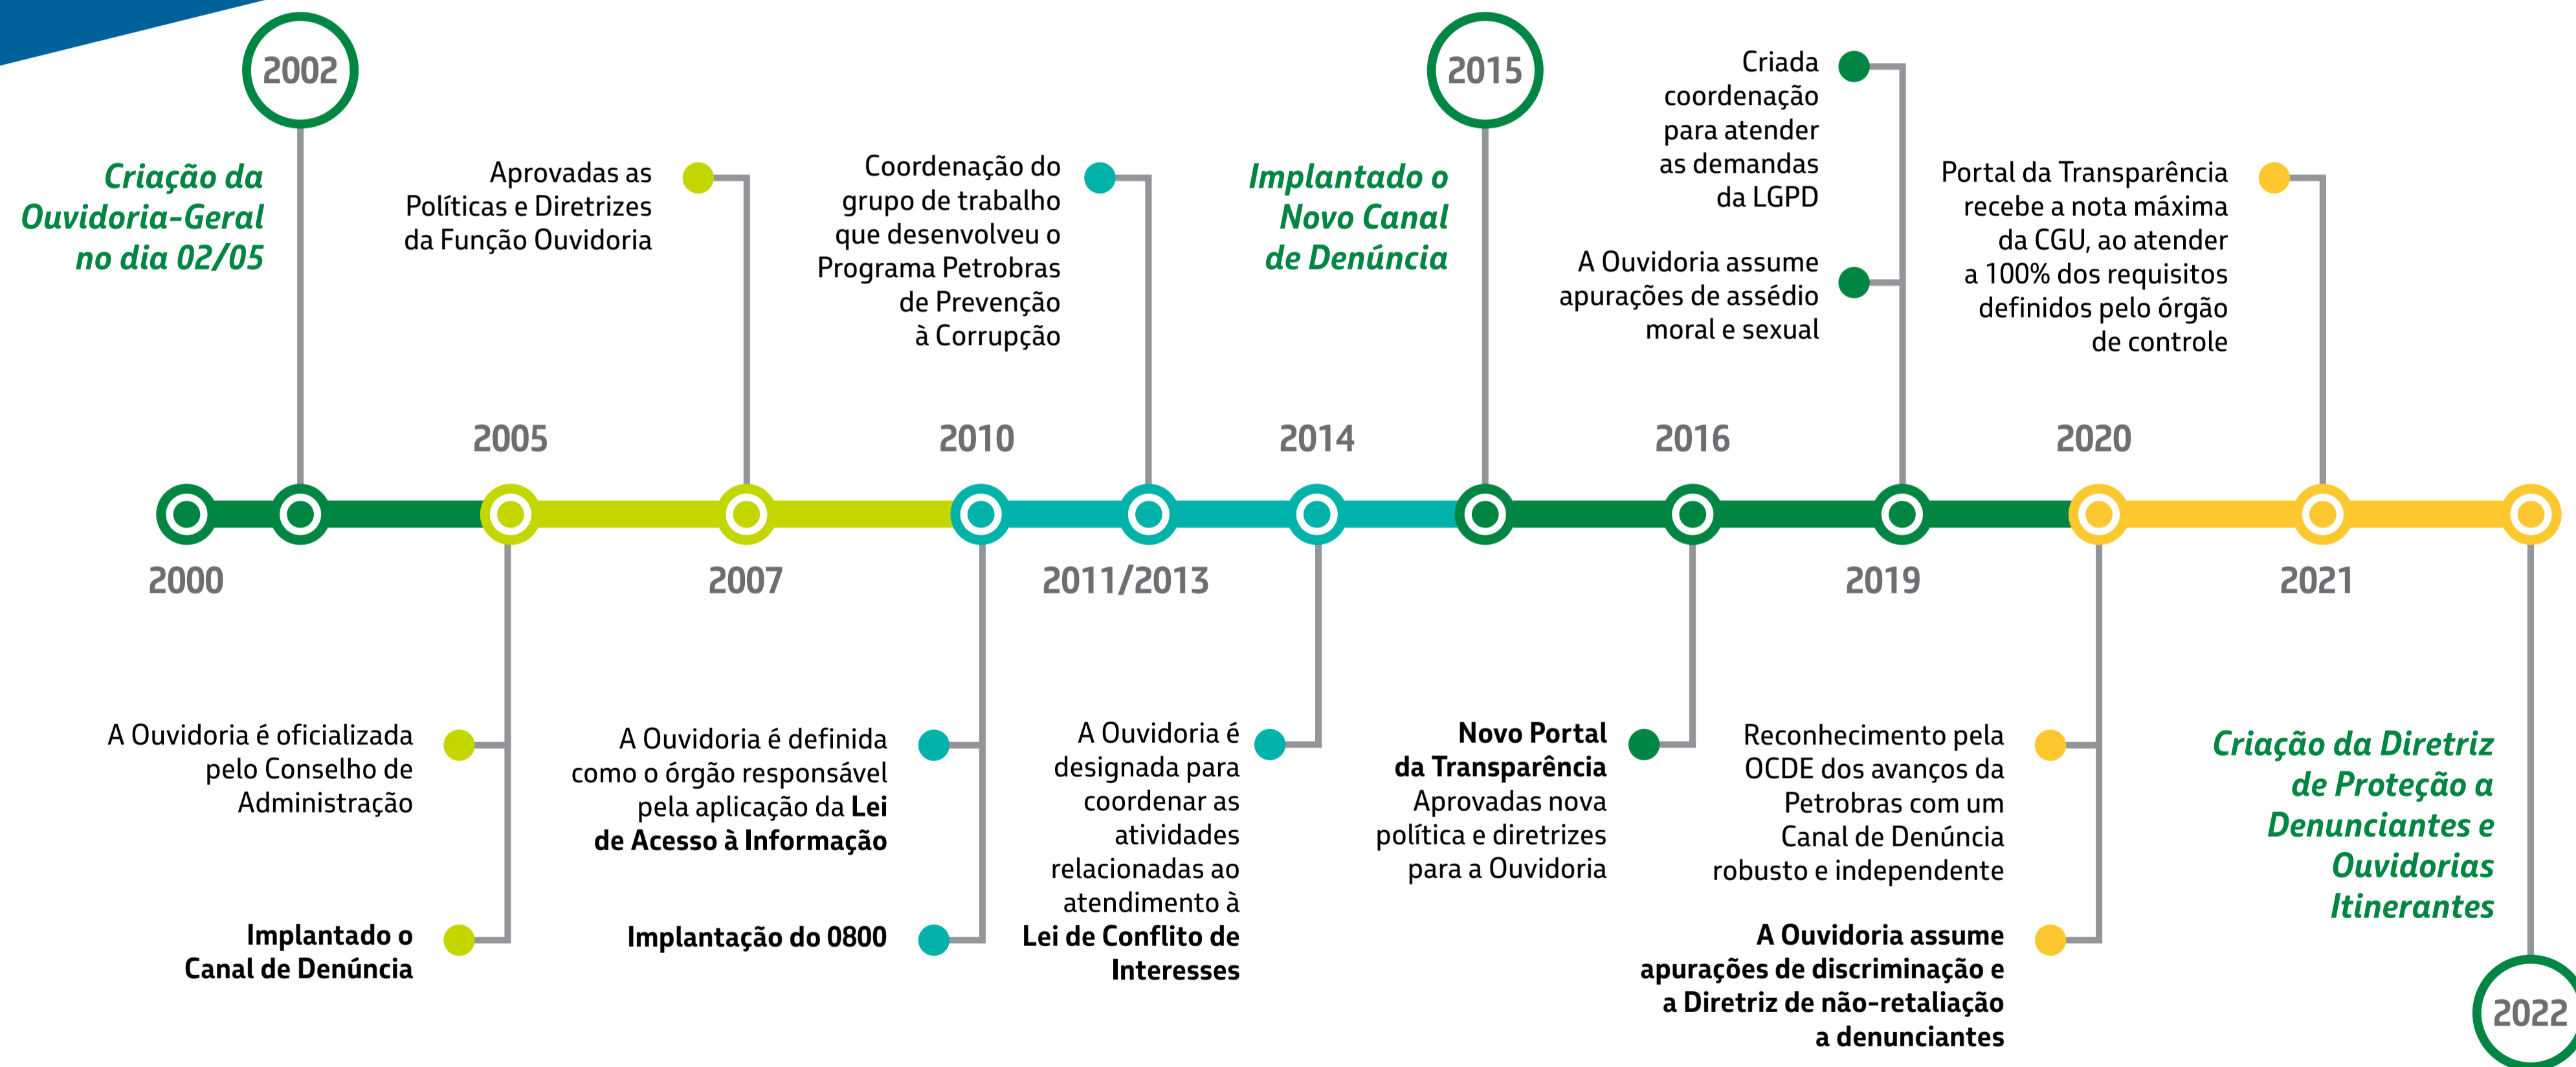 2002
Criação da
Ouvidoria-Geral
no dia 02/05
Aprovadas as
Políticas e Diretrizes
da Função Ouvidoria
Coordenação do
grupo de trabalho
que desenvolveu o
Programa Petrobras
de Prevenção
à Corrupção
2015
Implantado o
Novo Canal
de Denúncia
Criada
coordenação
para atender
as demandas
da LGPD
A Ouvidoria assume
apurações de assédio
moral e sexual
Portal da Transparência
recebe a nota máxima
da CGU, ao atender
a 100% dos requisitos
definidos pelo órgão
de controle
2005
2010
2014
2016
2020
2000
2007
2011/2013
2019
2021
A Ouvidoria é oficializada
pelo Conselho de
Administração
Implantado o
Canal de Denúncia
A Ouvidoria é definida
como o órgão responsável
pela aplicação da Lei
de Acesso à Informação
Implantação do 0800
A Ouvidoria é
designada para
coordenar as
atividades
relacionadas ao
atendimento à
Lei de Conflito de
Interesses
Novo Portal
da Transparência
Aprovadas nova
política e diretrizes
para a Ouvidoria
Reconhecimento pela
OCDE dos avanços da
Petrobras com um
Canal de Denúncia
robusto e independente
A Ouvidoria assume
apurações de discriminação e
a Diretriz de não-retaliação
a denunciantes
Criação da Diretriz
de Proteção a
Denunciantes e
Ouvidorias
Itinerantes
2022